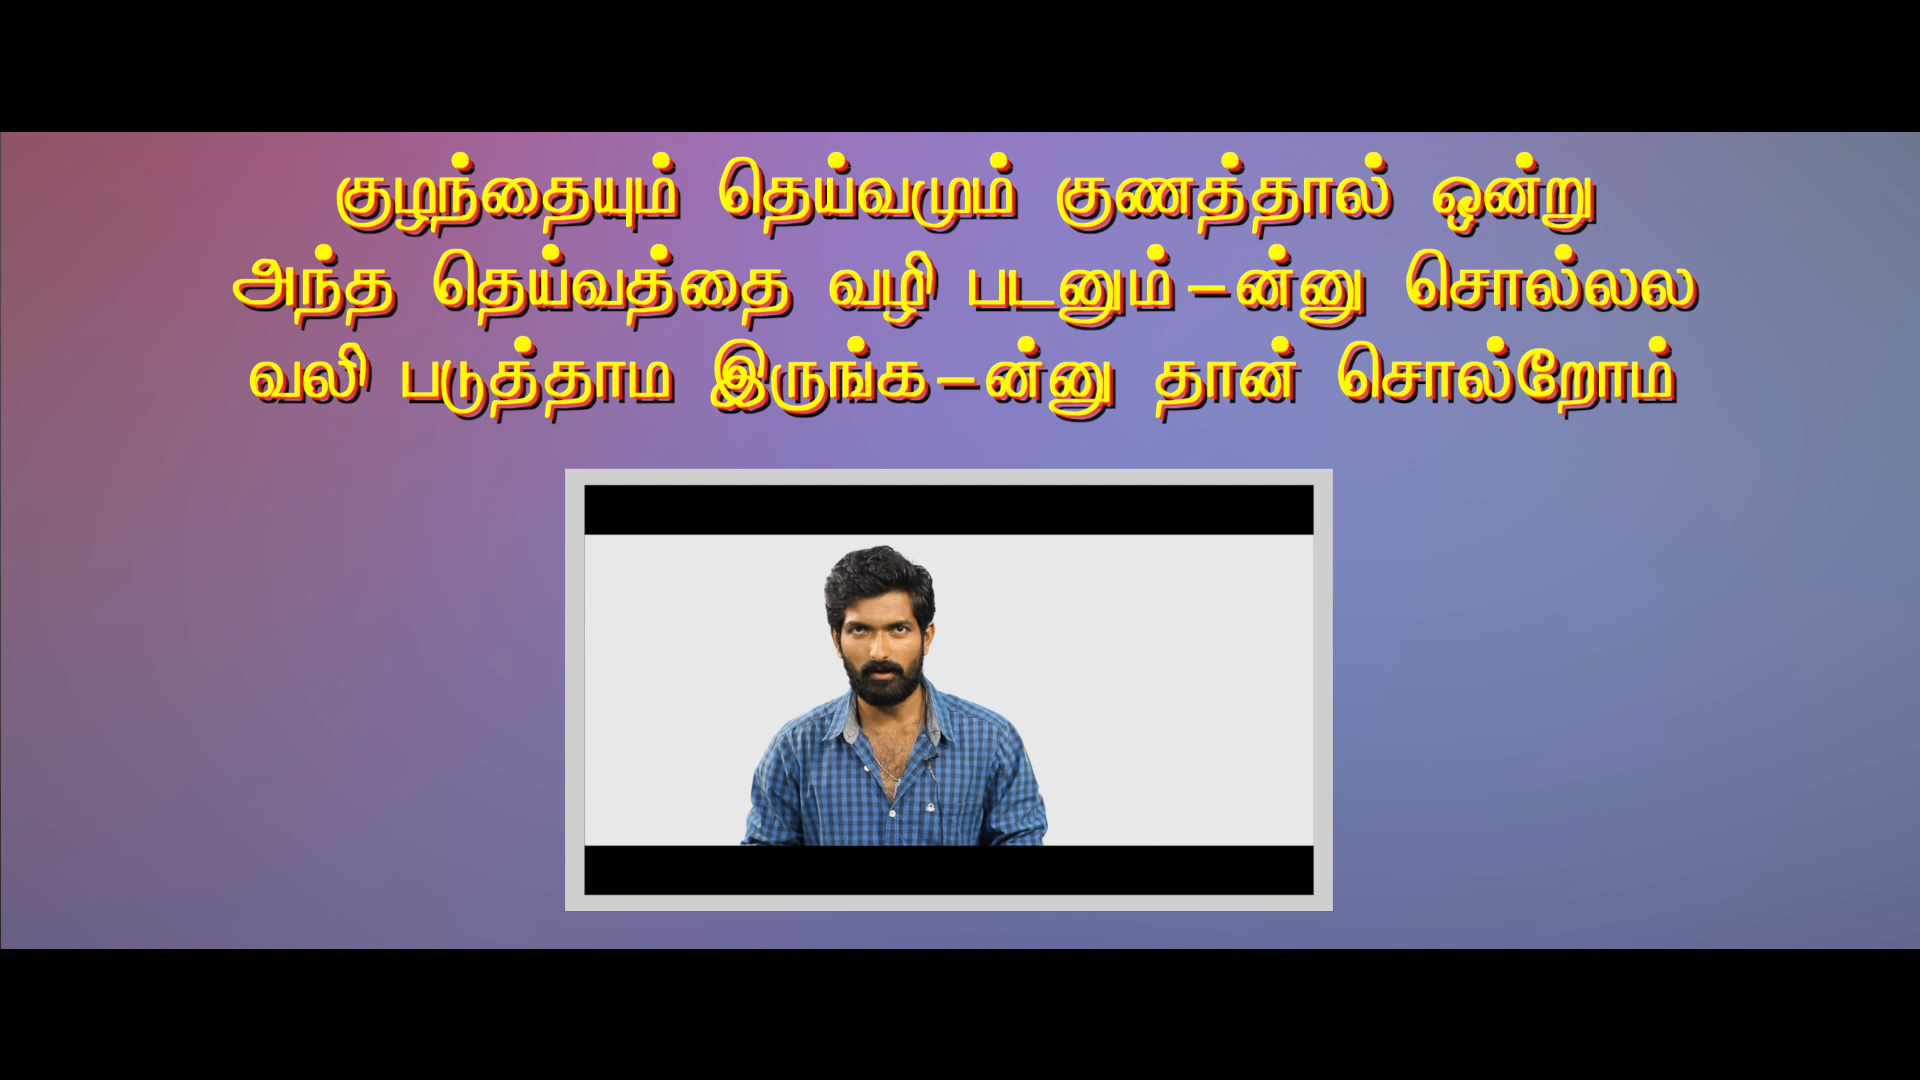 குழந்தையும் தெய்வமும் குணத்தால் ஒன்று
அந்த தெய்வத்தை வழி படனும்-ன்னு சொல்லல
வலி படுத்தாம இருங்க-ன்னு தான் சொல்றோம்